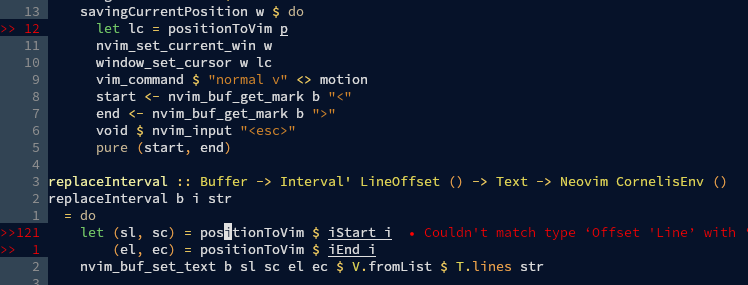 13 savingCurrentPosition w $ do
>> 12 let lc = positionToVim p
11 nvim_set_current_win w
10 window_set_cursor w lc
9 vim_command $ "normal v" <> motion
8 start <- nvim_buf_get_mark b "<"
7 end <- nvim_buf_get_mark b ">"
6 void $ nvim_input "<esc>"
5 pure (start, end)
4
3 replaceInterval :: Buffer -> Interval' LineOffset () -> Text -> Neovim CornelisEnv ()
2 replaceInterval b i str
1 = do
>>121 let (sl, sc) = positionToVim $ iStart i • Couldn't match type ‘Offset 'Line’ with ‘
>> 1 (el, ec) = positionToVim $ iEnd i
2 nvim_buf_set_text b sl sc el ec $ V.fromList $ T.lines str
3